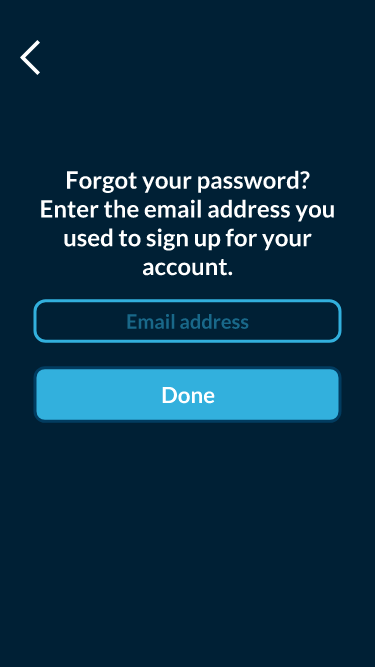 Forgot your password?
Enter the email address you
used to sign up for your
account.
Email address
Done